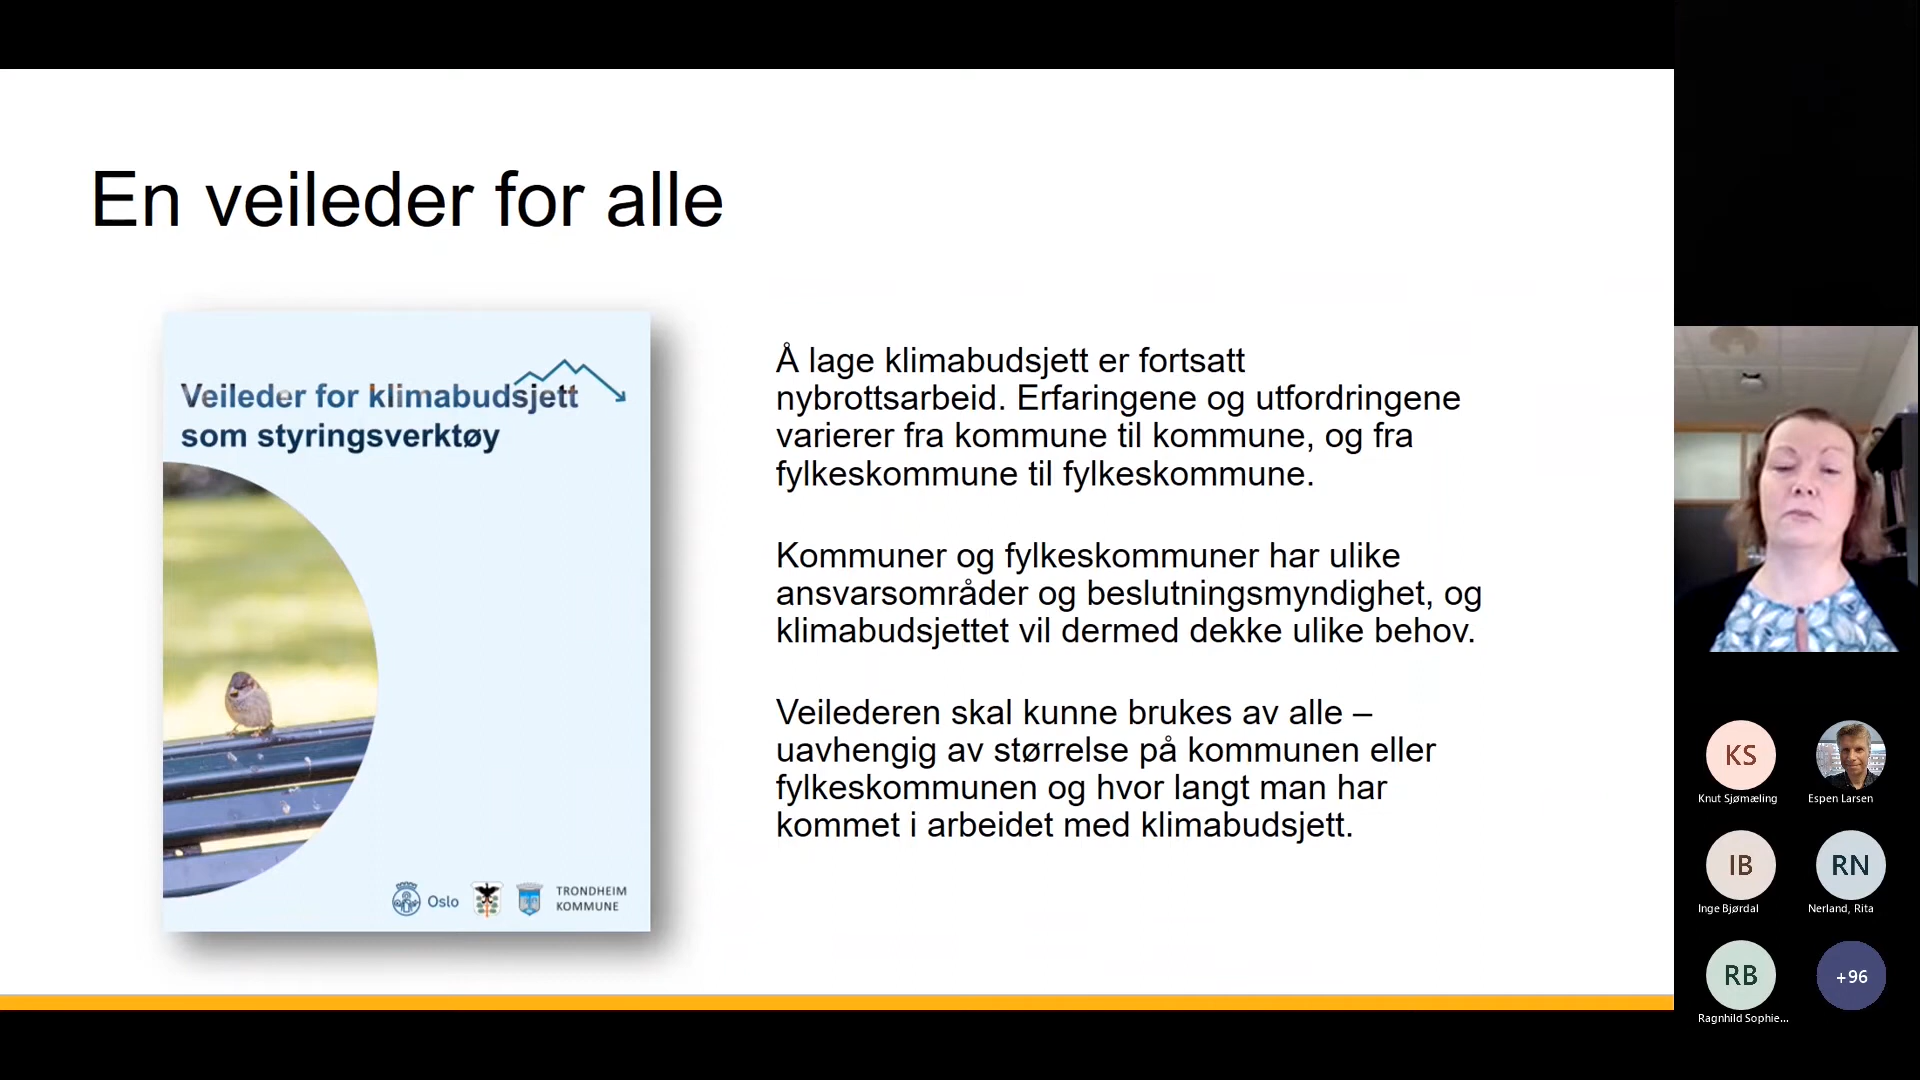 En veileder for alle
Veileder for klimabudsjett
som styringsverktøy
Oslo
TRONDHEIM
KOMMUNE
Å lage klimabudsjett er fortsatt
nybrottsarbeid. Erfaringene og utfordringene
varierer fra kommune til kommune, og fra
fylkeskommune til fylkeskommune.
Kommuner og fylkeskommuner har ulike
ansvarsområder og beslutningsmyndighet, og
klimabudsjettet vil dermed dekke ulike behov.
Veilederen skal kunne brukes av alle –
uavhengig av størrelse på kommunen eller
fylkeskommunen og hvor langt man har
kommet i arbeidet med klimabudsjett.
KS
Knut Sjømæling
Espen Larsen
IB
Inge Bjørdal
RN
Nerland, Rita
RB
Ragnhild Sophie...
+96